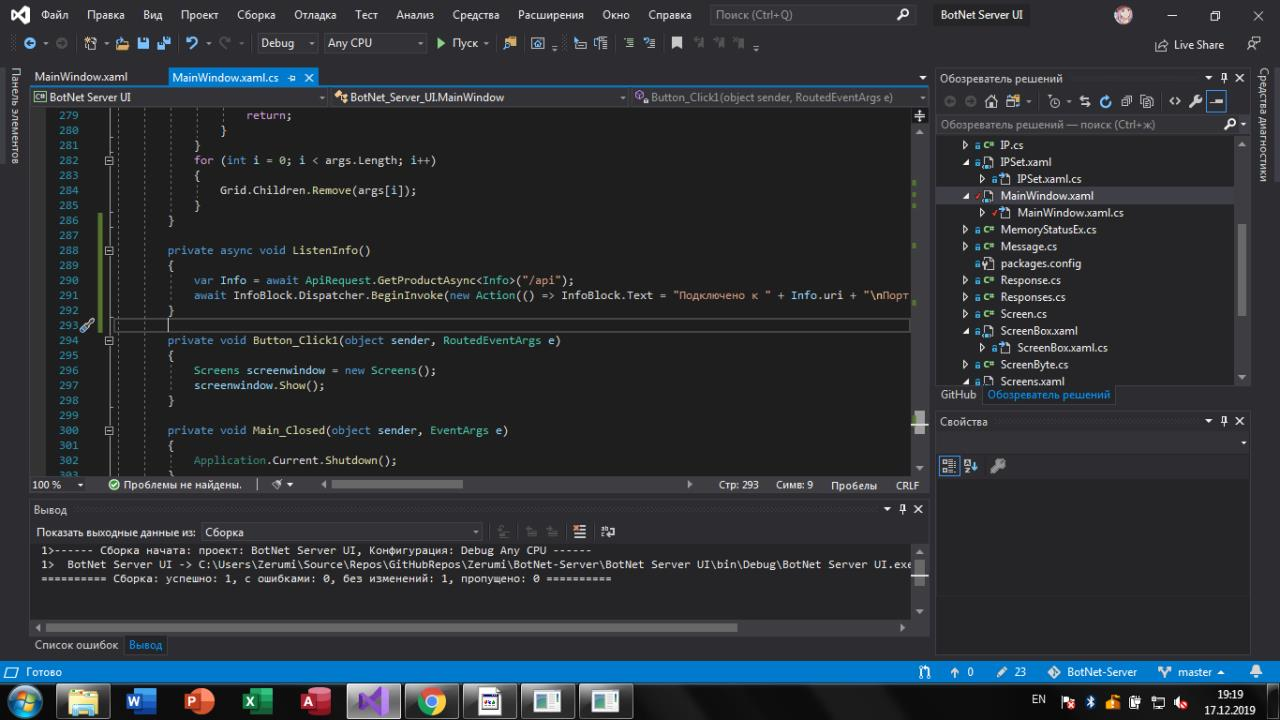 Файл Правка Вид Проект Сборка Отладка Тест Анализ Средства Расширения Окно Справка Поиск (Ctrl+Q) BotNet Server UI
Debug Any CPU Пуск Live Share
Панель элементов
MainWindow.xaml MainWindow.xaml.cs
BotNet Server UI BotNet_Server_UI.MainWindow Button_Click1(object sender, RoutedEventArgs e)
279 return;
280 }
281 }
282 for (int i = 0; i < args.Length; i++)
283 {
284 Grid.Children.Remove(args[i]);
285 }
286 }
287
288 private async void ListenInfo()
289 {
290 var Info = await ApiRequest.GetProductAsync<Info>("/api");
291 await InfoBlock.Dispatcher.BeginInvoke(new Action(() => InfoBlock.Text = "Подключено к " + Info.uri + "\nПорт
292 }
293
294 private void Button_Click1(object sender, RoutedEventArgs e)
295 {
296 Screens screenwindow = new Screens();
297 screenwindow.Show();
298 }
299
300 private void Main_Closed(object sender, EventArgs e)
301 {
302 Application.Current.Shutdown();
303 }
100 % Проблемы не найдены. Стр: 293 Симв: 9 Пробелы CRLF
Вывод
Показать выходные данные из: Сборка
1>------ Сборка начата: проект: BotNet Server UI, Конфигурация: Debug Any CPU ------
1>  BotNet Server UI -> C:\Users\Zerumi\Source\Repos\GitHubRepos\Zerumi\BotNet-Server\BotNet Server UI\bin\Debug\BotNet Server UI.exe
========== Сборка: успешно: 1, с ошибками: 0, без изменений: 1, пропущено: 0 ==========
Список ошибок Вывод
Обозреватель решений
Обозреватель решений — поиск (Ctrl+ж)
C# IP.cs
IPSet.xaml
IPSet.xaml.cs
MainWindow.xaml
MainWindow.xaml.cs
C# MemoryStatusEx.cs
C# Message.cs
packages.config
C# Response.cs
C# Responses.cs
C# Screen.cs
ScreenBox.xaml
ScreenBox.xaml.cs
C# ScreenByte.cs
Screens.xaml
GitHub Обозреватель решений
Свойства
Средства диагностики
Готово 0 23 BotNet-Server master
EN 19:19
17.12.2019